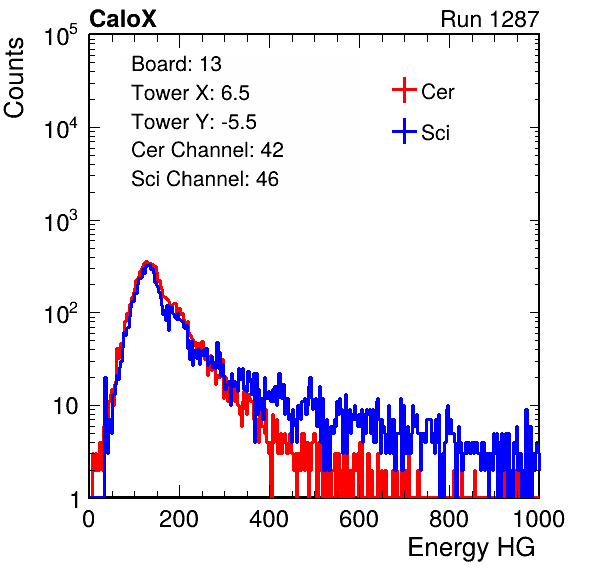 CaloX Run 1287
Counts
Board: 13
Tower X: 6.5
Tower Y: -5.5
Cer Channel: 42
Sci Channel: 46
Cer
Sci
10^5
10^4
10^3
10^2
10
1
0 200 400 600 800 1000
Energy HG